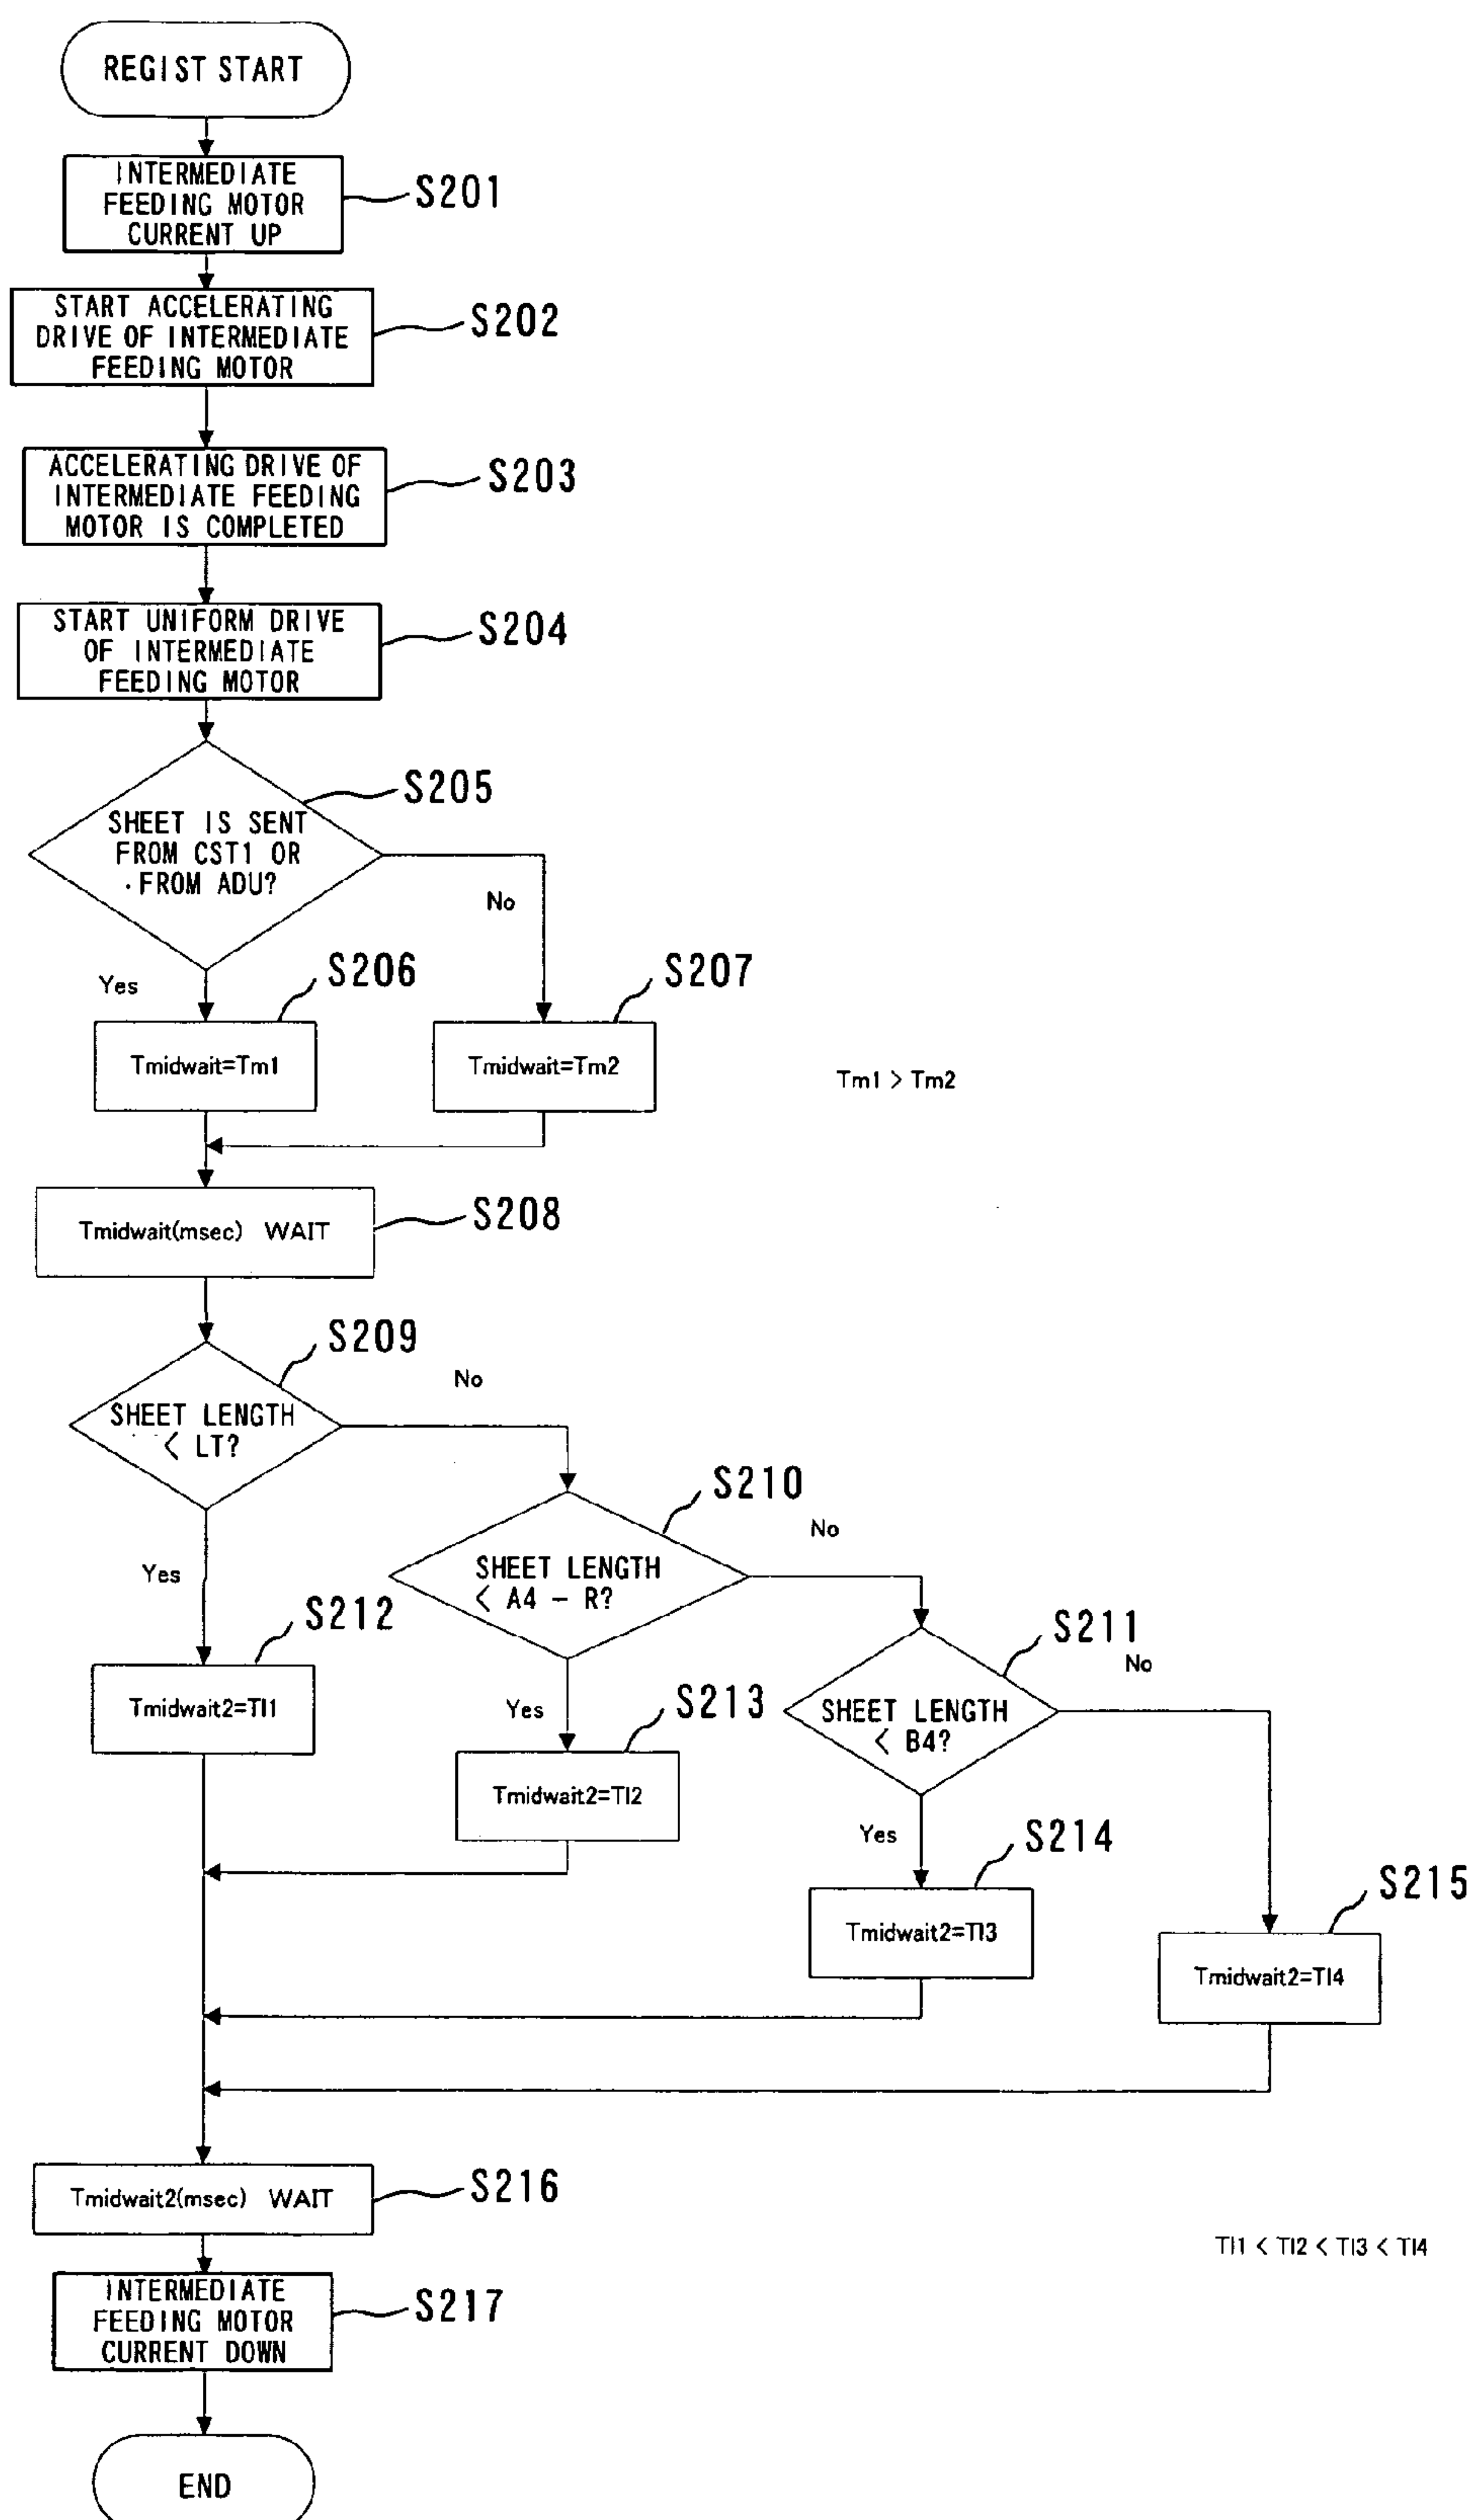 REGIST START
INTERMEDIATE
FEEDING MOTOR
CURRENT UP
S201
START ACCELERATING
DRIVE OF INTERMEDIATE
FEEDING MOTOR
S202
ACCELERATING DRIVE OF
INTERMEDIATE FEEDING
MOTOR IS COMPLETED
S203
START UNIFORM DRIVE
OF INTERMEDIATE
FEEDING MOTOR
S204
S205
SHEET IS SENT
FROM CST1 OR
FROM ADU?
No
Yes
S206
S207
Tmidwait=Tm1
Tmidwait=Tm2
Tm1 > Tm2
Tmidwait(msec) WAIT
S208
S209
No
SHEET LENGTH
< LT?
S210
No
SHEET LENGTH
< A4 - R?
Yes
S212
S211
No
Tmidwait2=Tl1
Yes
S213
SHEET LENGTH
< B4?
Tmidwait2=Tl2
Yes
S214
S215
Tmidwait2=Tl3
Tmidwait2=Tl4
Tmidwait2(msec) WAIT
S216
Tl1 < Tl2 < Tl3 < Tl4
INTERMEDIATE
FEEDING MOTOR
CURRENT DOWN
S217
END